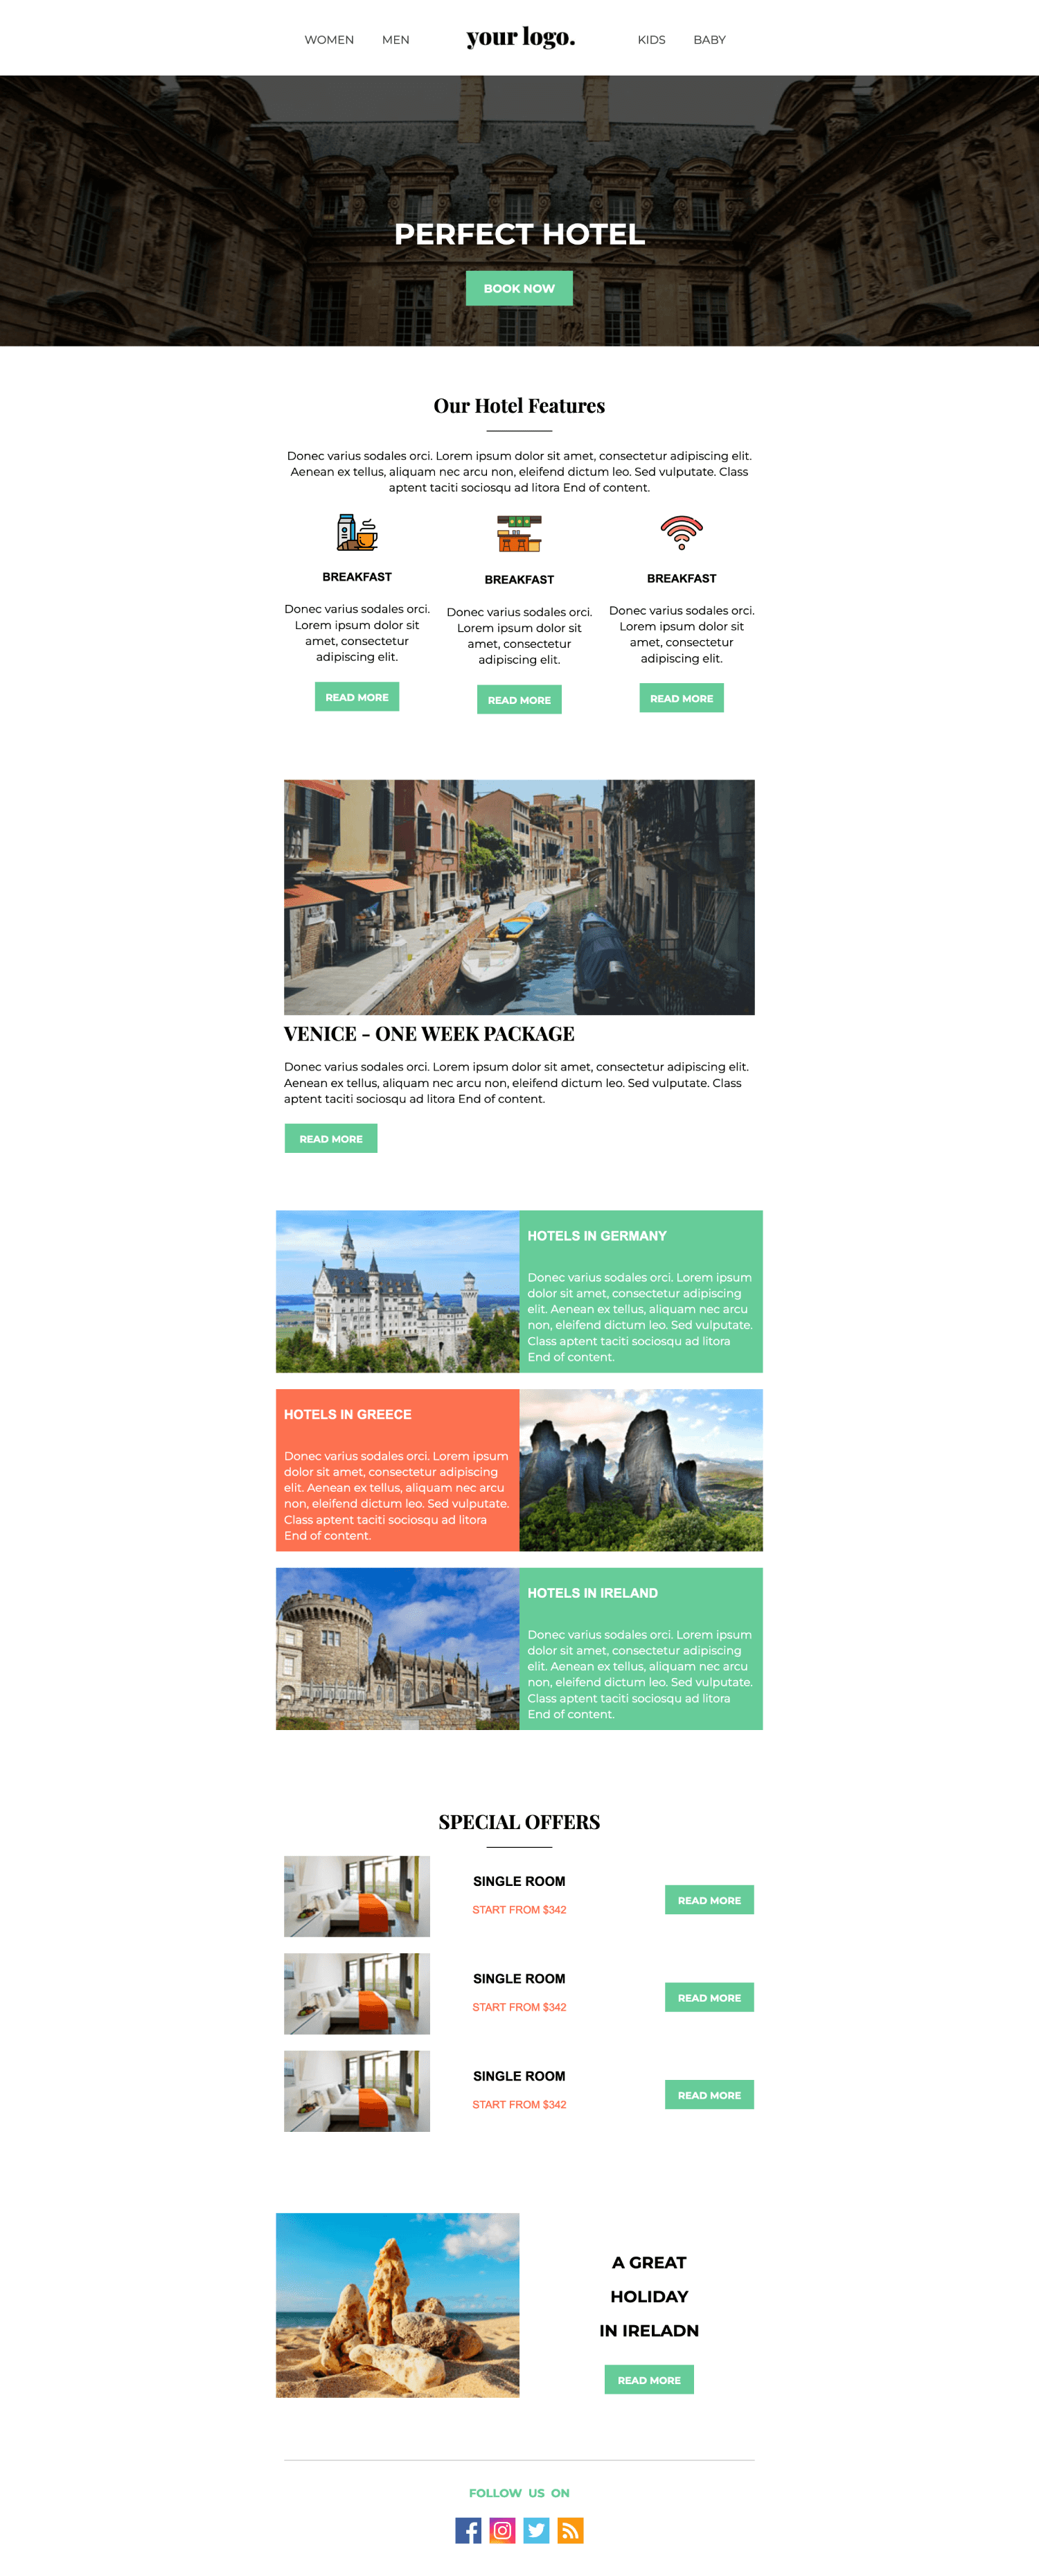 WOMEN MEN your logo. KIDS BABY
PERFECT HOTEL
BOOK NOW
Our Hotel Features
Donec varius sodales orci. Lorem ipsum dolor sit amet, consectetur adipiscing elit.
Aenean ex tellus, aliquam nec arcu non, eleifend dictum leo. Sed vulputate. Class
aptent taciti sociosqu ad litora End of content.
BREAKFAST
Donec varius sodales orci.
Lorem ipsum dolor sit
amet, consectetur
adipiscing elit.
READ MORE
BREAKFAST
Donec varius sodales orci.
Lorem ipsum dolor sit
amet, consectetur
adipiscing elit.
READ MORE
BREAKFAST
Donec varius sodales orci.
Lorem ipsum dolor sit
amet, consectetur
adipiscing elit.
READ MORE
VENICE - ONE WEEK PACKAGE
Donec varius sodales orci. Lorem ipsum dolor sit amet, consectetur adipiscing elit.
Aenean ex tellus, aliquam nec arcu non, eleifend dictum leo. Sed vulputate. Class
aptent taciti sociosqu ad litora End of content.
READ MORE
HOTELS IN GERMANY
Donec varius sodales orci. Lorem ipsum
dolor sit amet, consectetur adipiscing
elit. Aenean ex tellus, aliquam nec arcu
non, eleifend dictum leo. Sed vulputate.
Class aptent taciti sociosqu ad litora
End of content.
HOTELS IN GREECE
Donec varius sodales orci. Lorem ipsum
dolor sit amet, consectetur adipiscing
elit. Aenean ex tellus, aliquam nec arcu
non, eleifend dictum leo. Sed vulputate.
Class aptent taciti sociosqu ad litora
End of content.
HOTELS IN IRELAND
Donec varius sodales orci. Lorem ipsum
dolor sit amet, consectetur adipiscing
elit. Aenean ex tellus, aliquam nec arcu
non, eleifend dictum leo. Sed vulputate.
Class aptent taciti sociosqu ad litora
End of content.
SPECIAL OFFERS
SINGLE ROOM
START FROM $342
READ MORE
SINGLE ROOM
START FROM $342
READ MORE
SINGLE ROOM
START FROM $342
READ MORE
A GREAT
HOLIDAY
IN IRELADN
READ MORE
FOLLOW US ON